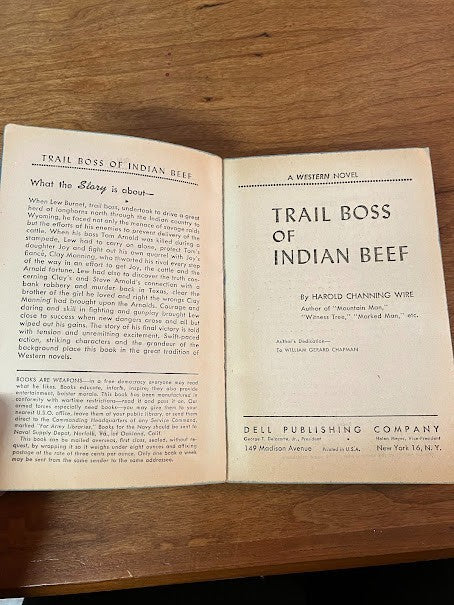 TRAIL BOSS OF INDIAN BEEF
What the Story is about—
When Lew Burnet, trail boss, undertook to drive a great
herd of longhorns north through the Indian country to
Wyoming, he faced not only the menace of savage raids
but the efforts of his enemies to prevent delivery of the
cattle. When his boss Tom Arnold was killed during a
stampede, Lew had to carry on alone, protect Tom's
daughter Joy and fight out his own quarrel with Joy's
fiancé, Clay Manning, who thwarted his rival every step
of the way in an effort to get Joy, the cattle and the
Arnold fortune. Lew had also to discover the truth con-
cerning Clay's and Steve Arnold's connection with a
bank robbery and murder back in Texas, clear the
brother of the girl he loved and right the wrongs Clay
Manning had brought upon the Arnolds. Courage and
daring and skill in fighting and gunplay brought Lew
close to success when new dangers arose and all but
wiped out his gains. The story of his final victory is told
with tension and unremitting excitement. Swift-paced
action, striking characters and the grandeur of the
background place this book in the great tradition of
Western novels.
BOOKS ARE WEAPONS—in a free democracy everyone may read
what he likes. Books educate, inform, inspire; they also provide
entertainment, bolster morale. This book has been manufactured in
conformity with wartime restrictions—read it and pass it on. Our
armed forces especially need books—you may give them to your
nearest U.S.O. office, leave them at your public library, or send them
direct to the Commanding Headquarters of any Service Command
marked "For Army Libraries." Books for the Navy should be sent to
Naval Supply Depot, Norfolk, Va. or Oakland, Calif.
This book can be mailed overseas, first class, sealed, without re-
quest, by wrapping it so it weighs under eight ounces and affixing
postage at the rate of three cents per ounce. Only one book a week
may be sent from the same sender to the same addressee.
A WESTERN NOVEL
TRAIL BOSS
OF
INDIAN BEEF
By HAROLD CHANNING WIRE
Author of "Mountain Man,"
"Witness Tree," "Marked Man," etc.
Author's Dedication—
To WILLIAM GERARD CHAPMAN
DELL PUBLISHING COMPANY
George T. Delacorte, Jr., President • Helen Meyer, Vice-President
149 Madison Avenue Printed in U.S.A. New York 16, N.Y.